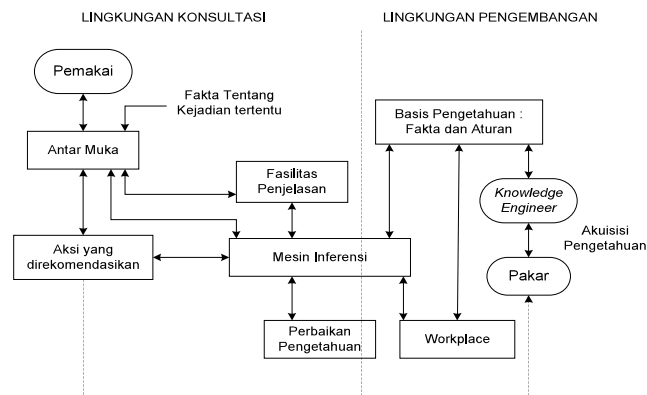 LINGKUNGAN KONSULTASI
LINGKUNGAN PENGEMBANGAN
Pemakai
Fakta Tentang
Kejadian tertentu
Antar Muka
Basis Pengetahuan :
Fakta dan Aturan
Fasilitas
Penjelasan
Knowledge
Engineer
Akuisisi
Pengetahuan
Aksi yang
direkomendasikan
Mesin Inferensi
Pakar
Perbaikan
Pengetahuan
Workplace